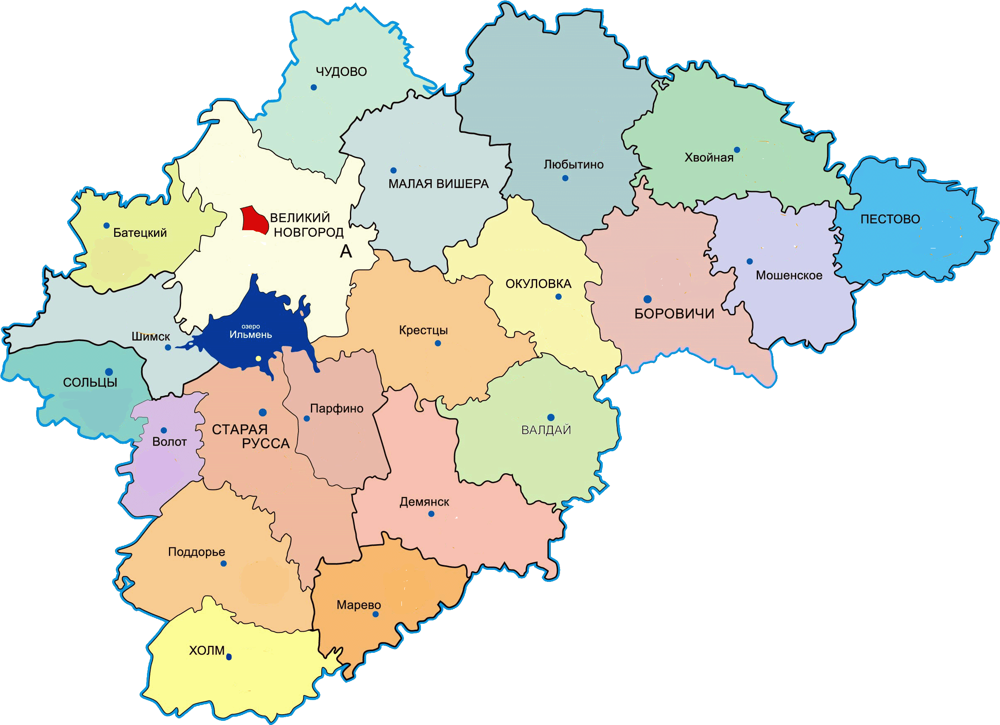 ЧУДОВО
Любытино
Хвойная
МАЛАЯ ВИШЕРА
ВЕЛИКИЙ
НОВГОРОД
А
Батецкий
ПЕСТОВО
Мошенское
ОКУЛОВКА
БОРОВИЧИ
озеро
Ильмень
Крестцы
Шимск
СОЛЬЦЫ
Парфино
СТАРАЯ
РУССА
ВАЛДАЙ
Волот
Демянск
Поддорье
Марево
ХОЛМ